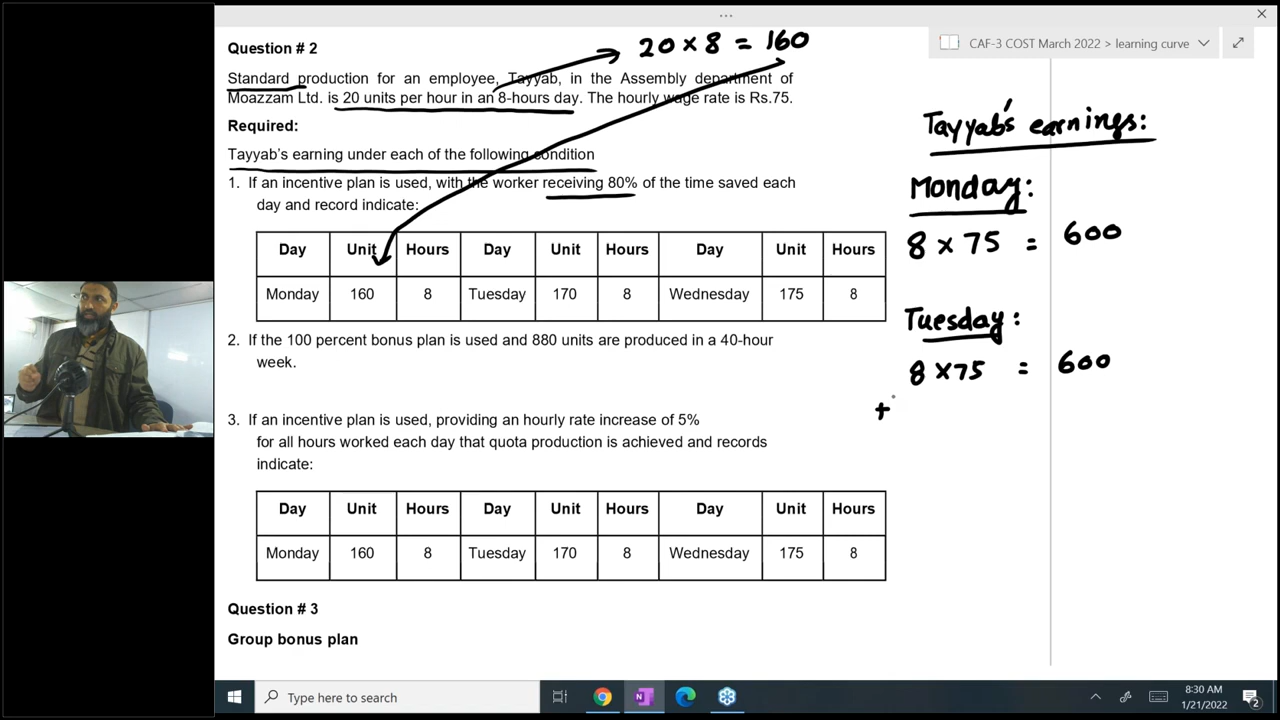 CAF-3 COST March 2022 > learning curve
20 × 8 = 160
Question # 2
Standard production for an employee, Tayyab, in the Assembly department of
Moazzam Ltd. is 20 units per hour in an 8-hours day. The hourly wage rate is Rs.75.
Required:
Tayyab's earning under each of the following condition
1. If an incentive plan is used, with the worker receiving 80% of the time saved each
day and record indicate:
Day Unit Hours Day Unit Hours Day Unit Hours
Monday 160 8 Tuesday 170 8 Wednesday 175 8
2. If the 100 percent bonus plan is used and 880 units are produced in a 40-hour
week.
3. If an incentive plan is used, providing an hourly rate increase of 5%
for all hours worked each day that quota production is achieved and records
indicate:
Day Unit Hours Day Unit Hours Day Unit Hours
Monday 160 8 Tuesday 170 8 Wednesday 175 8
Question # 3
Group bonus plan
Tayyab's earnings:
Monday:
8 × 75 = 600
Tuesday:
8 × 75 = 600
+
Type here to search
8:30 AM
1/21/2022
2